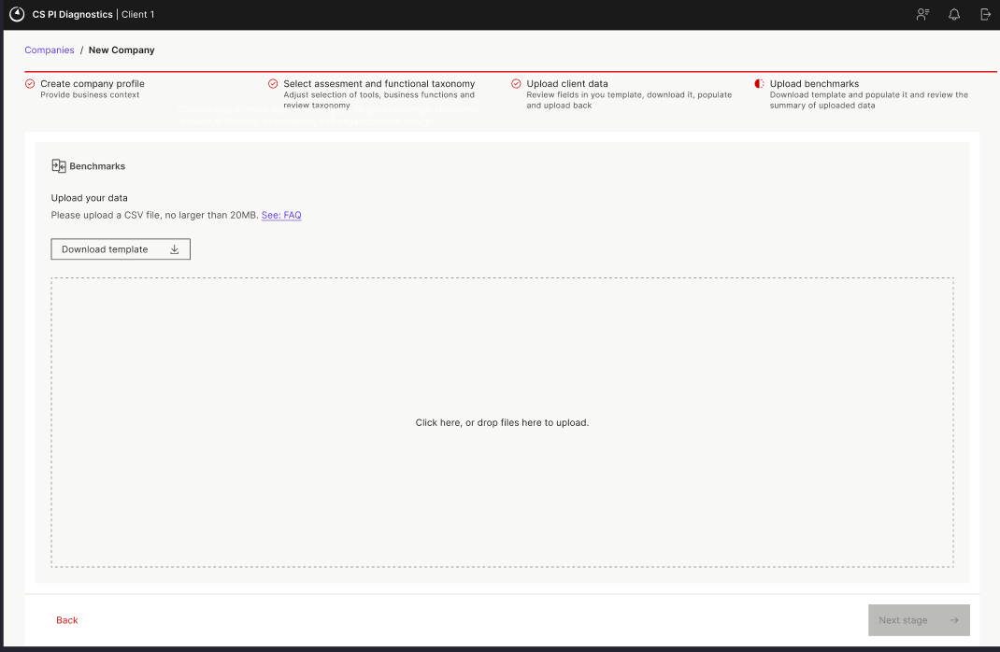 CS PI Diagnostics | Client 1
Companies / New Company
Create company profile
Provide business context
Select assesment and functional taxonomy
Adjust selection of tools, business functions and
review taxonomy
Upload client data
Review fields in you template, download it, populate
and upload back
Upload benchmarks
Download template and populate it and review the
summary of uploaded data
Benchmarks
Upload your data
Please upload a CSV file, no larger than 20MB. See: FAQ
Download template
Click here, or drop files here to upload.
Back
Next stage